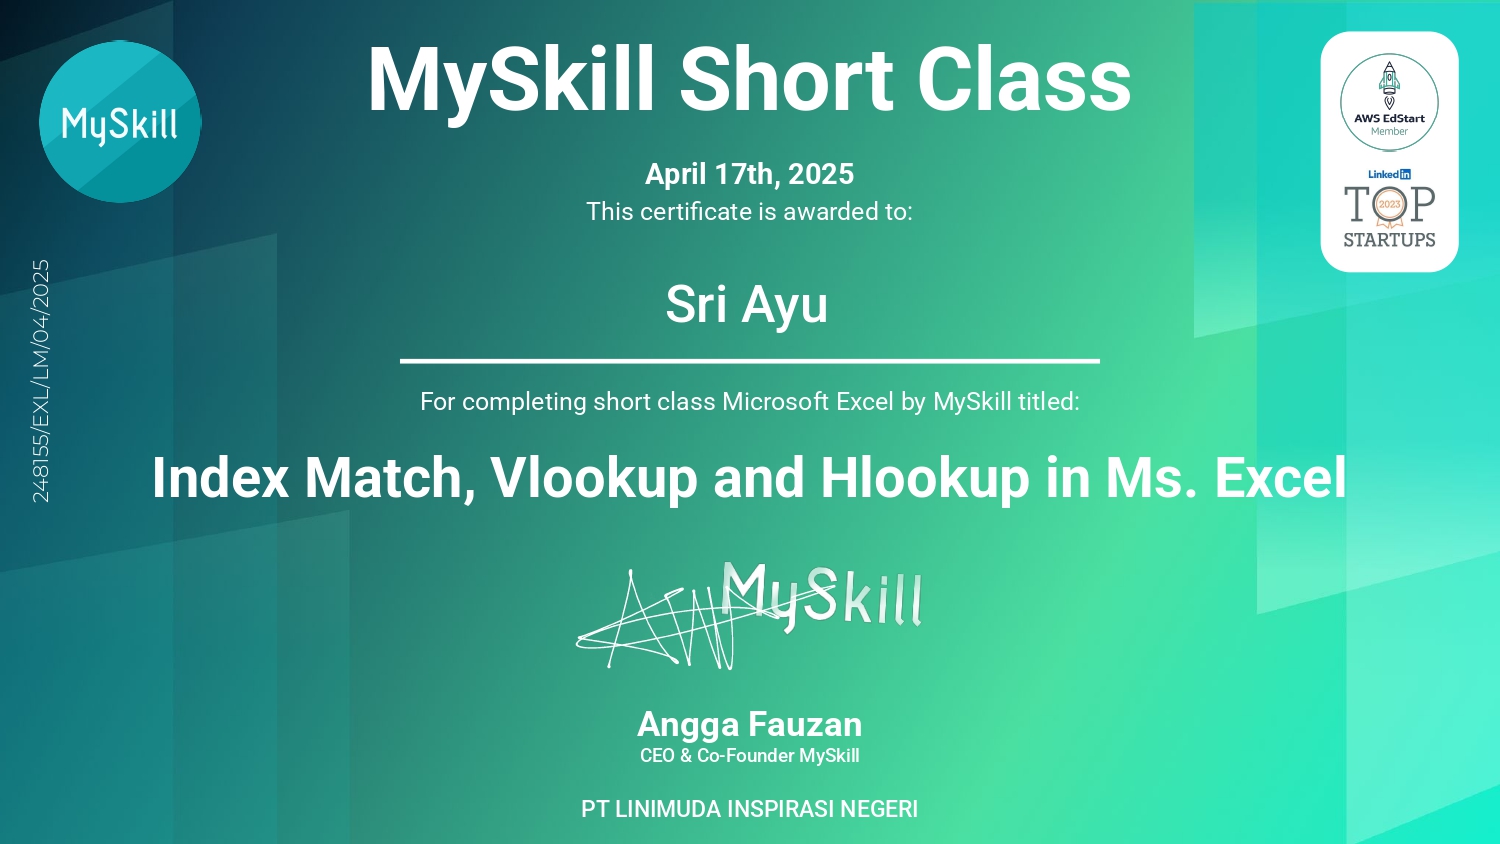 MySkill Short Class
MySkill
AWS EdStart
Member
LinkedIn
TOP
2023
STARTUPS
April 17th, 2025
This certificate is awarded to:
Sri Ayu
248155/EXL/LM/04/2025
For completing short class Microsoft Excel by MySkill titled:
Index Match, Vlookup and Hlookup in Ms. Excel
MySkill
Angga Fauzan
CEO & Co-Founder MySkill
PT LINIMUDA INSPIRASI NEGERI